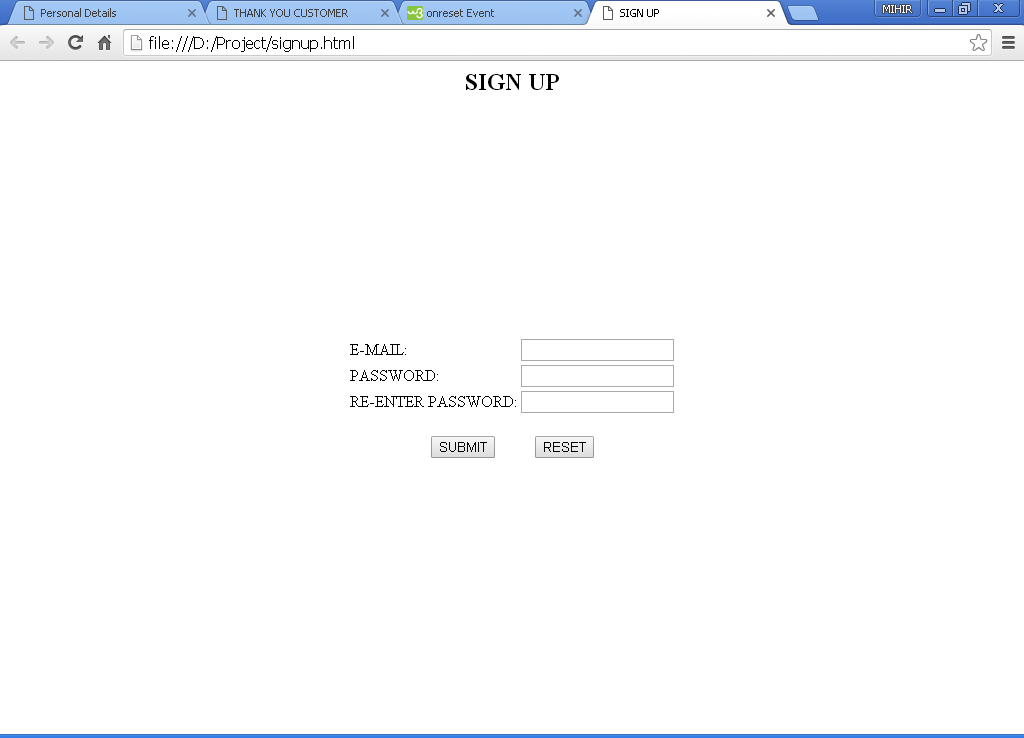 Personal Details
THANK YOU CUSTOMER
w3 onreset Event
SIGN UP
MIHIR
file:///D:/Project/signup.html
SIGN UP
E-MAIL:
PASSWORD:
RE-ENTER PASSWORD:
SUBMIT RESET